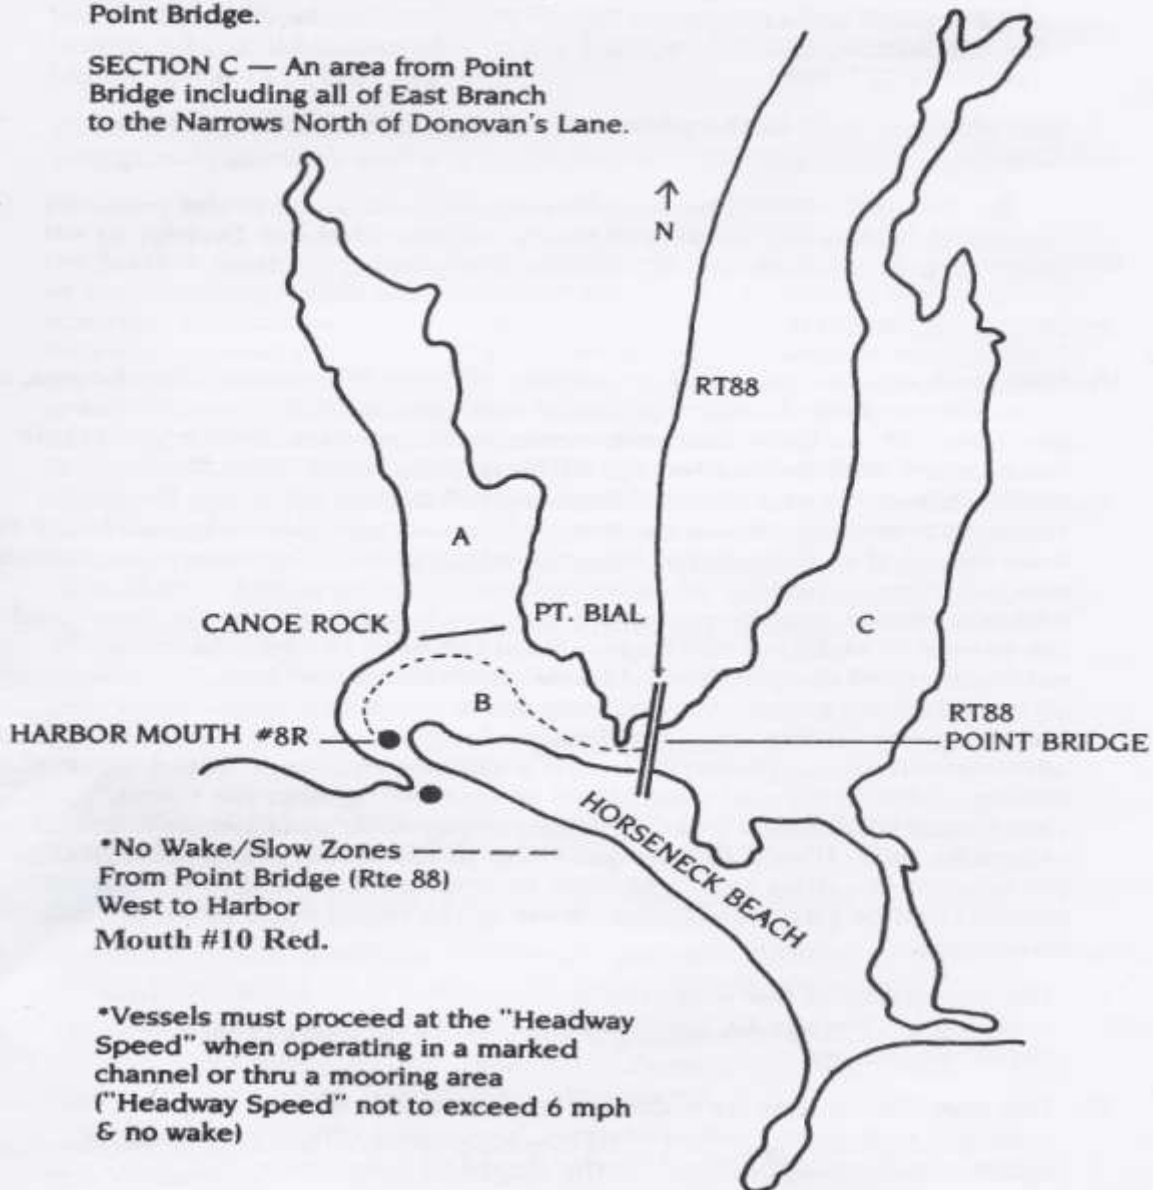 Point Bridge.
SECTION C — An area from Point
Bridge including all of East Branch
to the Narrows North of Donovan's Lane.
N
RT88
A
CANOE ROCK
PT. BIAL
C
B
HARBOR MOUTH #8R
RT88
POINT BRIDGE
HORSENECK BEACH
*No Wake/Slow Zones — — — —
From Point Bridge (Rte 88)
West to Harbor
Mouth #10 Red.
*Vessels must proceed at the "Headway
Speed" when operating in a marked
channel or thru a mooring area
("Headway Speed" not to exceed 6 mph
& no wake)